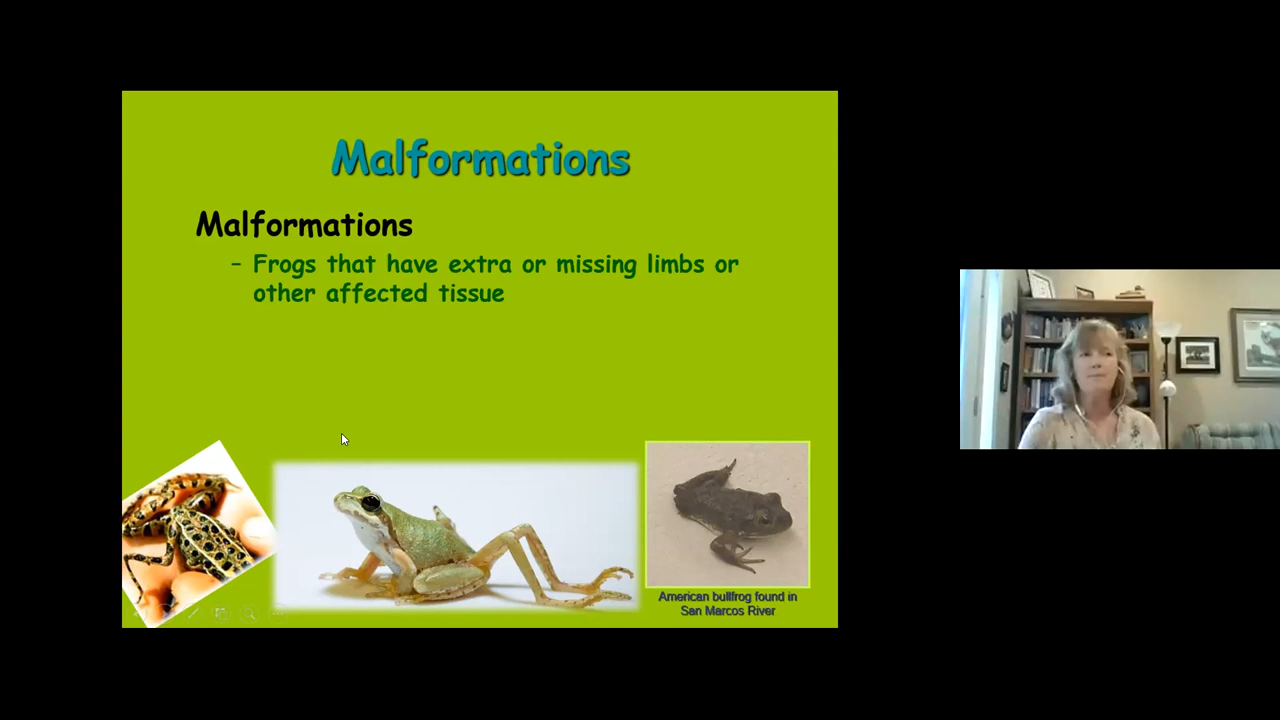 Malformations
Malformations
– Frogs that have extra or missing limbs or
other affected tissue
American bullfrog found in
San Marcos River